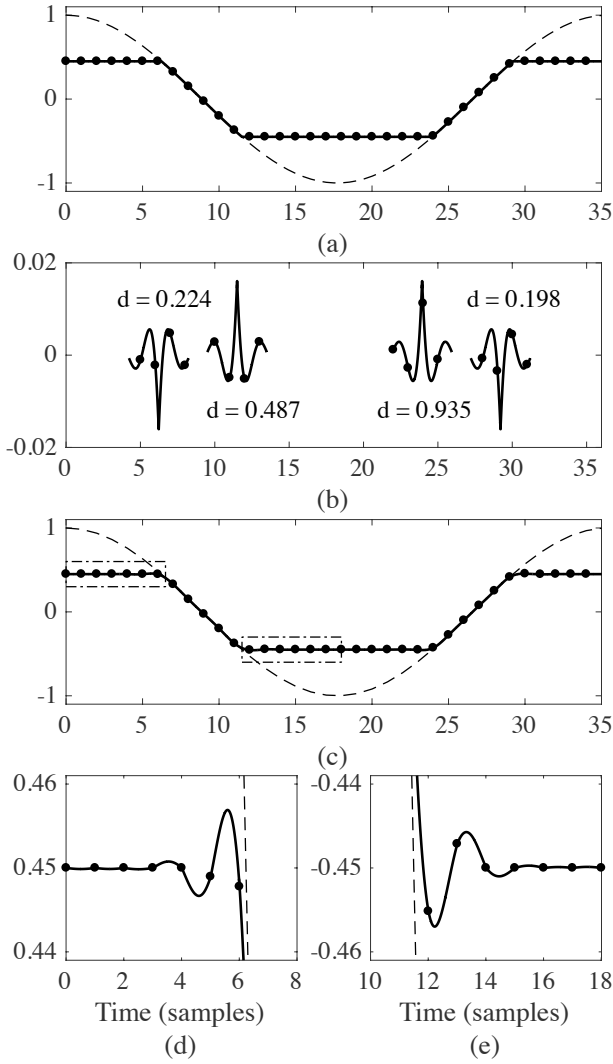 1
0
-1
0 5 10 15 20 25 30 35
(a)
0.02
d = 0.224 d = 0.198
0
d = 0.487 d = 0.935
-0.02
0 5 10 15 20 25 30 35
(b)
1
0
-1
0 5 10 15 20 25 30 35
(c)
0.46 -0.44
0.45 -0.45
0.44 -0.46
0 2 4 6 8 10 12 14 16 18
Time (samples) Time (samples)
(d) (e)